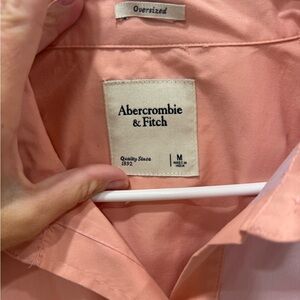 Oversized
Abercrombie
& Fitch
Quality Since
1892
M